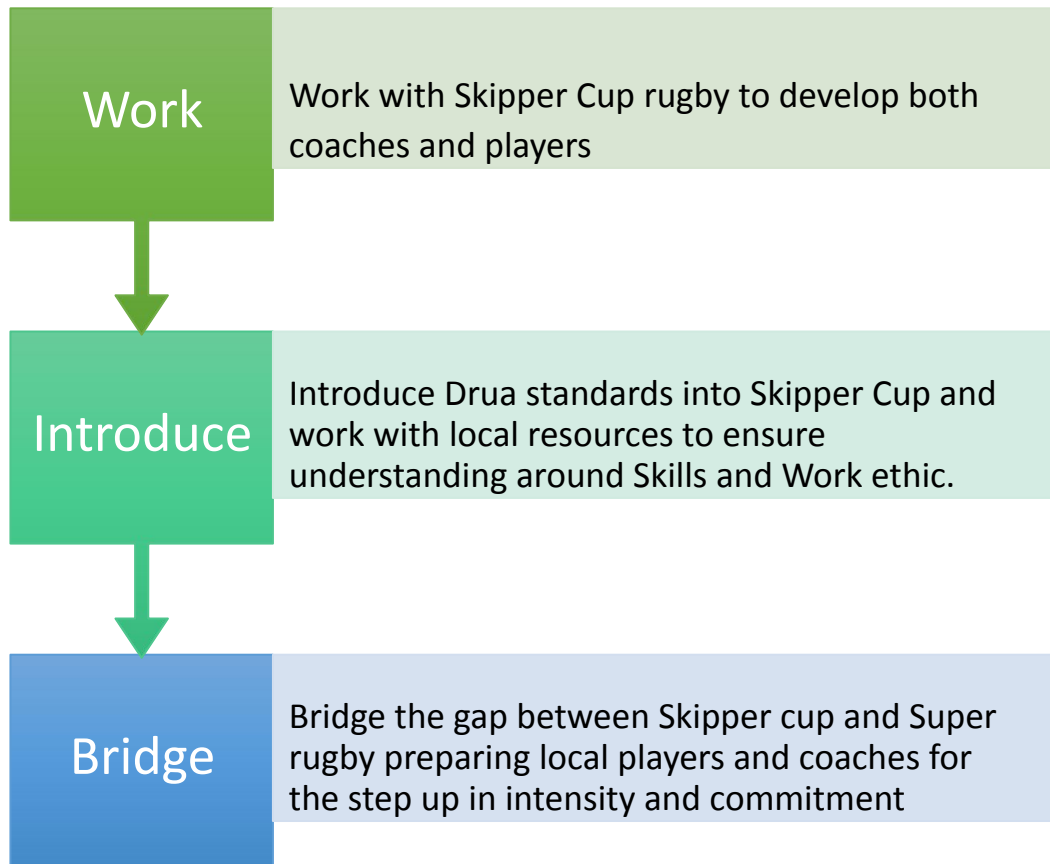 Work
Work with Skipper Cup rugby to develop both
coaches and players
Introduce
Introduce Drua standards into Skipper Cup and
work with local resources to ensure
understanding around Skills and Work ethic.
Bridge
Bridge the gap between Skipper cup and Super
rugby preparing local players and coaches for
the step up in intensity and commitment